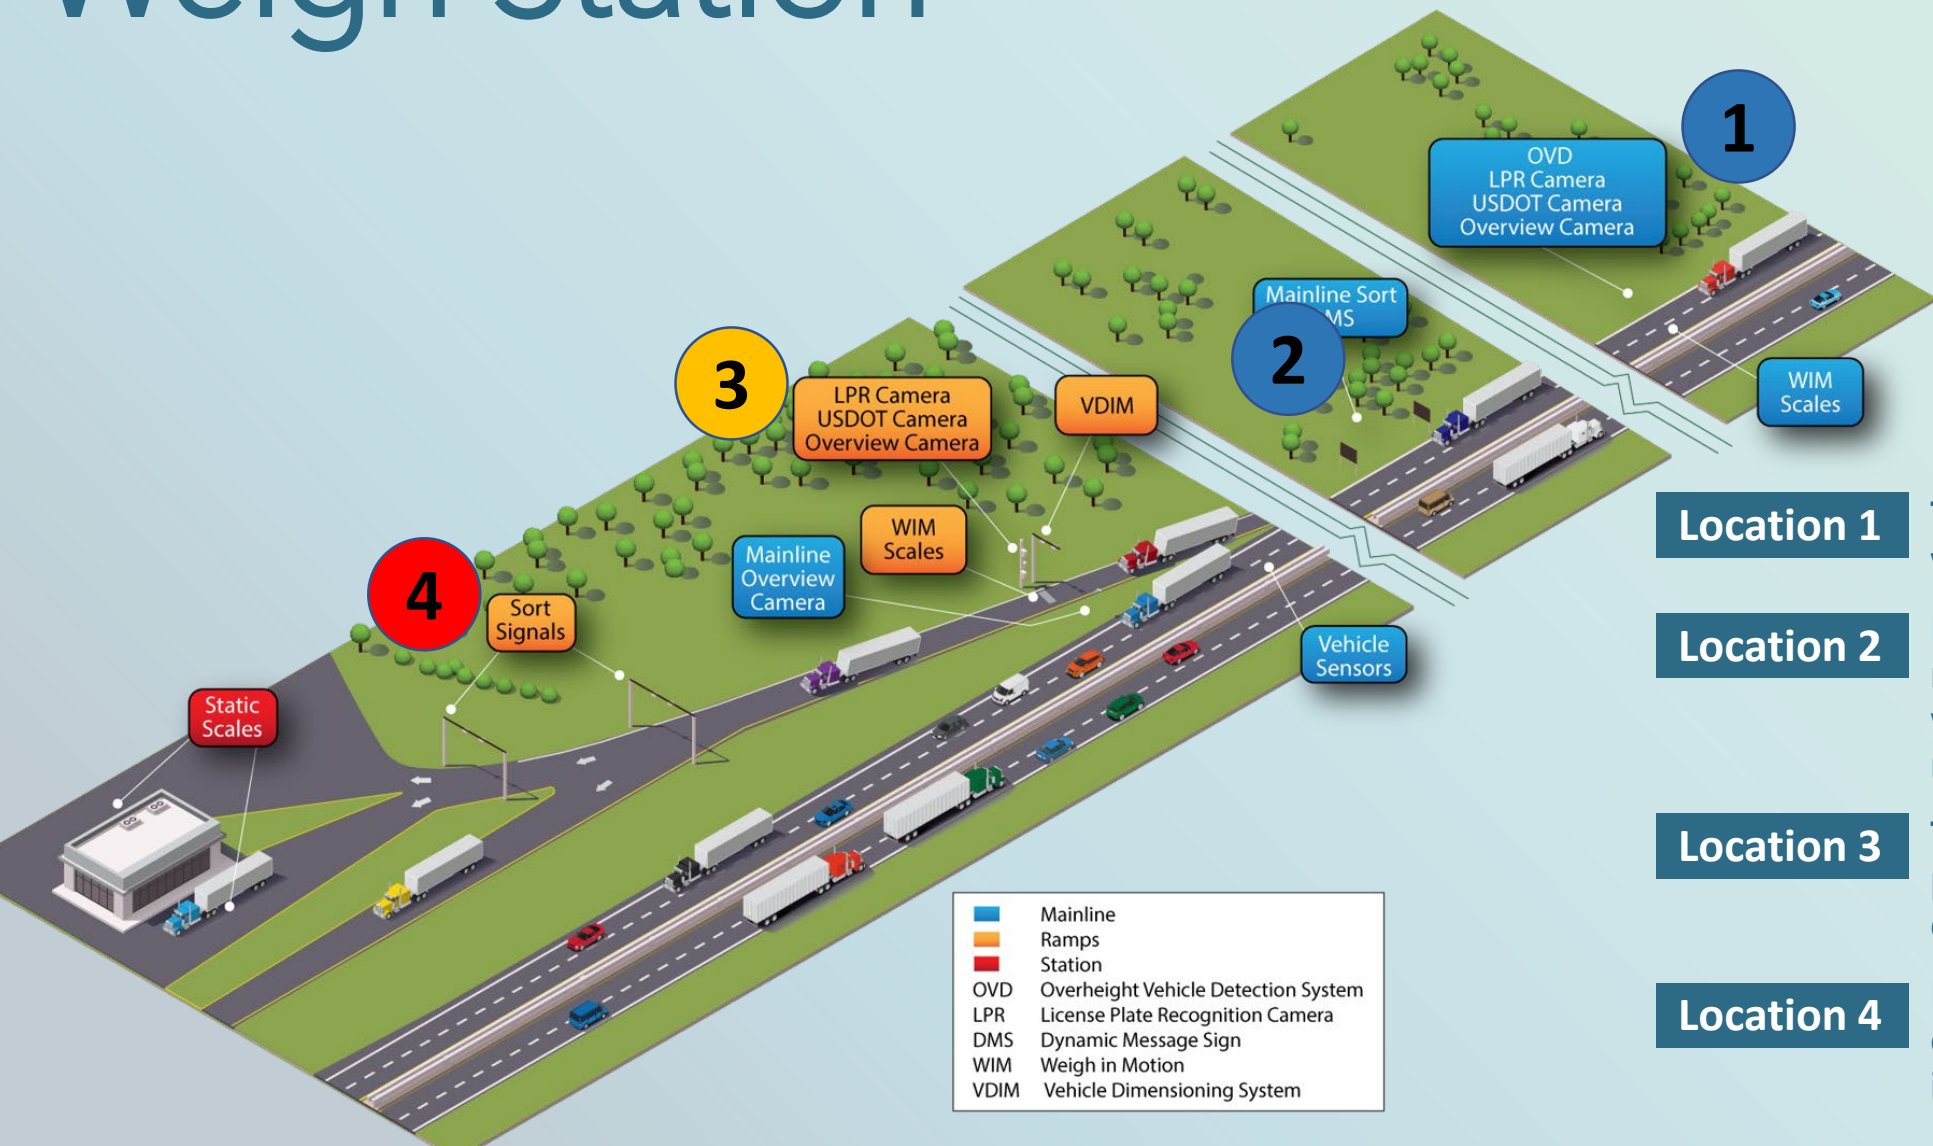 Weigh Station
1
OVD
LPR Camera
USDOT Camera
Overview Camera
WIM
Scales
Mainline Sort
MS
2
3
LPR Camera
USDOT Camera
Overview Camera
VDIM
WIM
Scales
Mainline
Overview
Camera
Vehicle
Sensors
4
Sort
Signals
Static
Scales
Location 1
Location 2
Location 3
Location 4
Mainline
Ramps
Station
OVD Overheight Vehicle Detection System
LPR License Plate Recognition Camera
DMS Dynamic Message Sign
WIM Weigh in Motion
VDIM Vehicle Dimensioning System